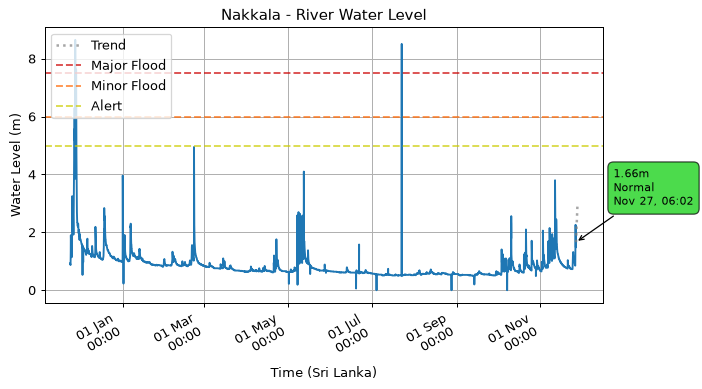 Nakkala - River Water Level
Water Level (m)
8
6
4
2
0
Trend
Major Flood
Minor Flood
Alert
1.66m
Normal
Nov 27, 06:02
01 Jan
00:00
01 Mar
00:00
01 May
00:00
01 Jul
00:00
01 Sep
00:00
01 Nov
00:00
Time (Sri Lanka)